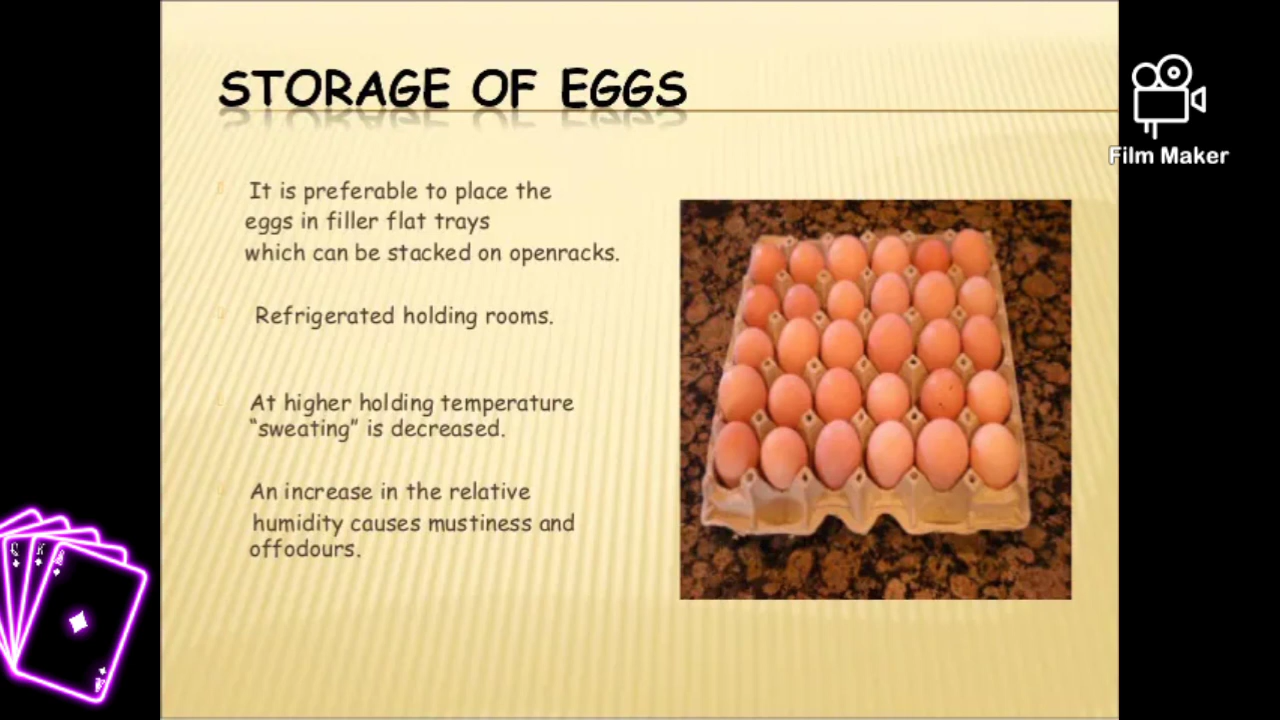 STORAGE OF EGGS
It is preferable to place the
eggs in filler flat trays
which can be stacked on openracks.
Refrigerated holding rooms.
At higher holding temperature
“sweating” is decreased.
An increase in the relative
humidity causes mustiness and
offodours.
Film Maker